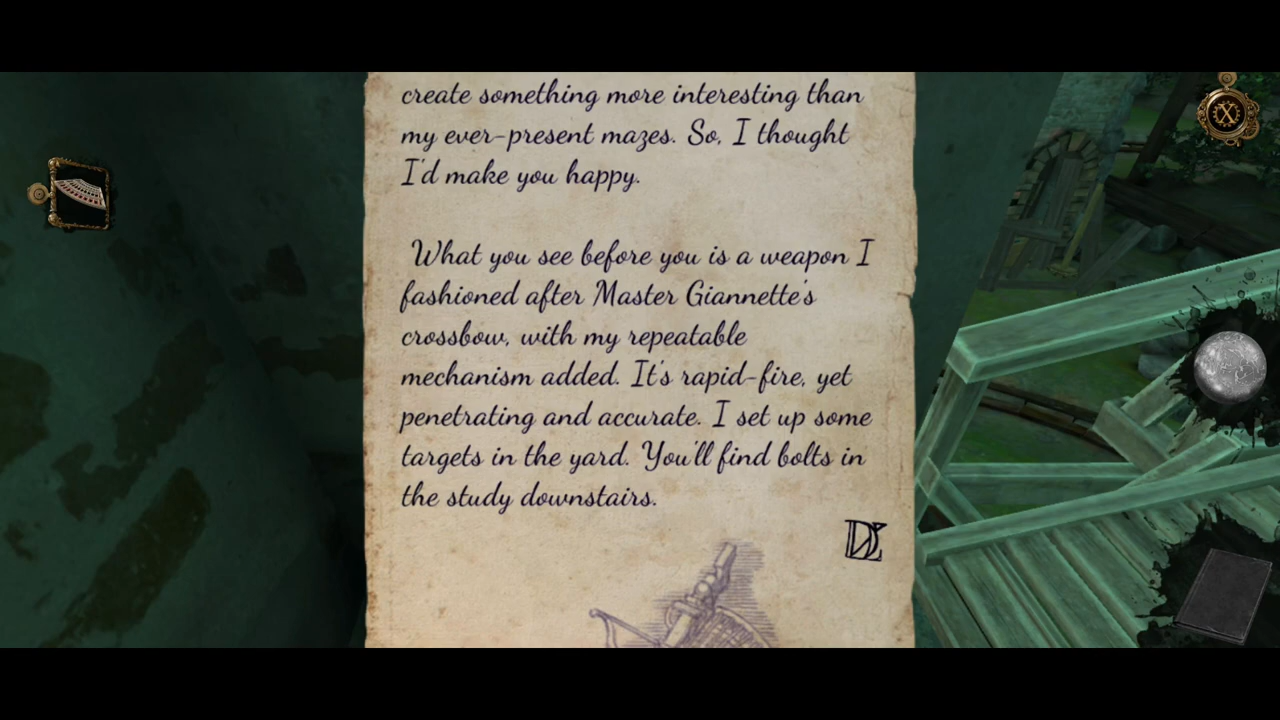 create something more interesting than
my ever-present mazes. So, I thought
I'd make you happy.
What you see before you is a weapon I
fashioned after Master Giannette's
crossbow, with my repeatable
mechanism added. It's rapid-fire, yet
penetrating and accurate. I set up some
targets in the yard. You'll find bolts in
the study downstairs.
X